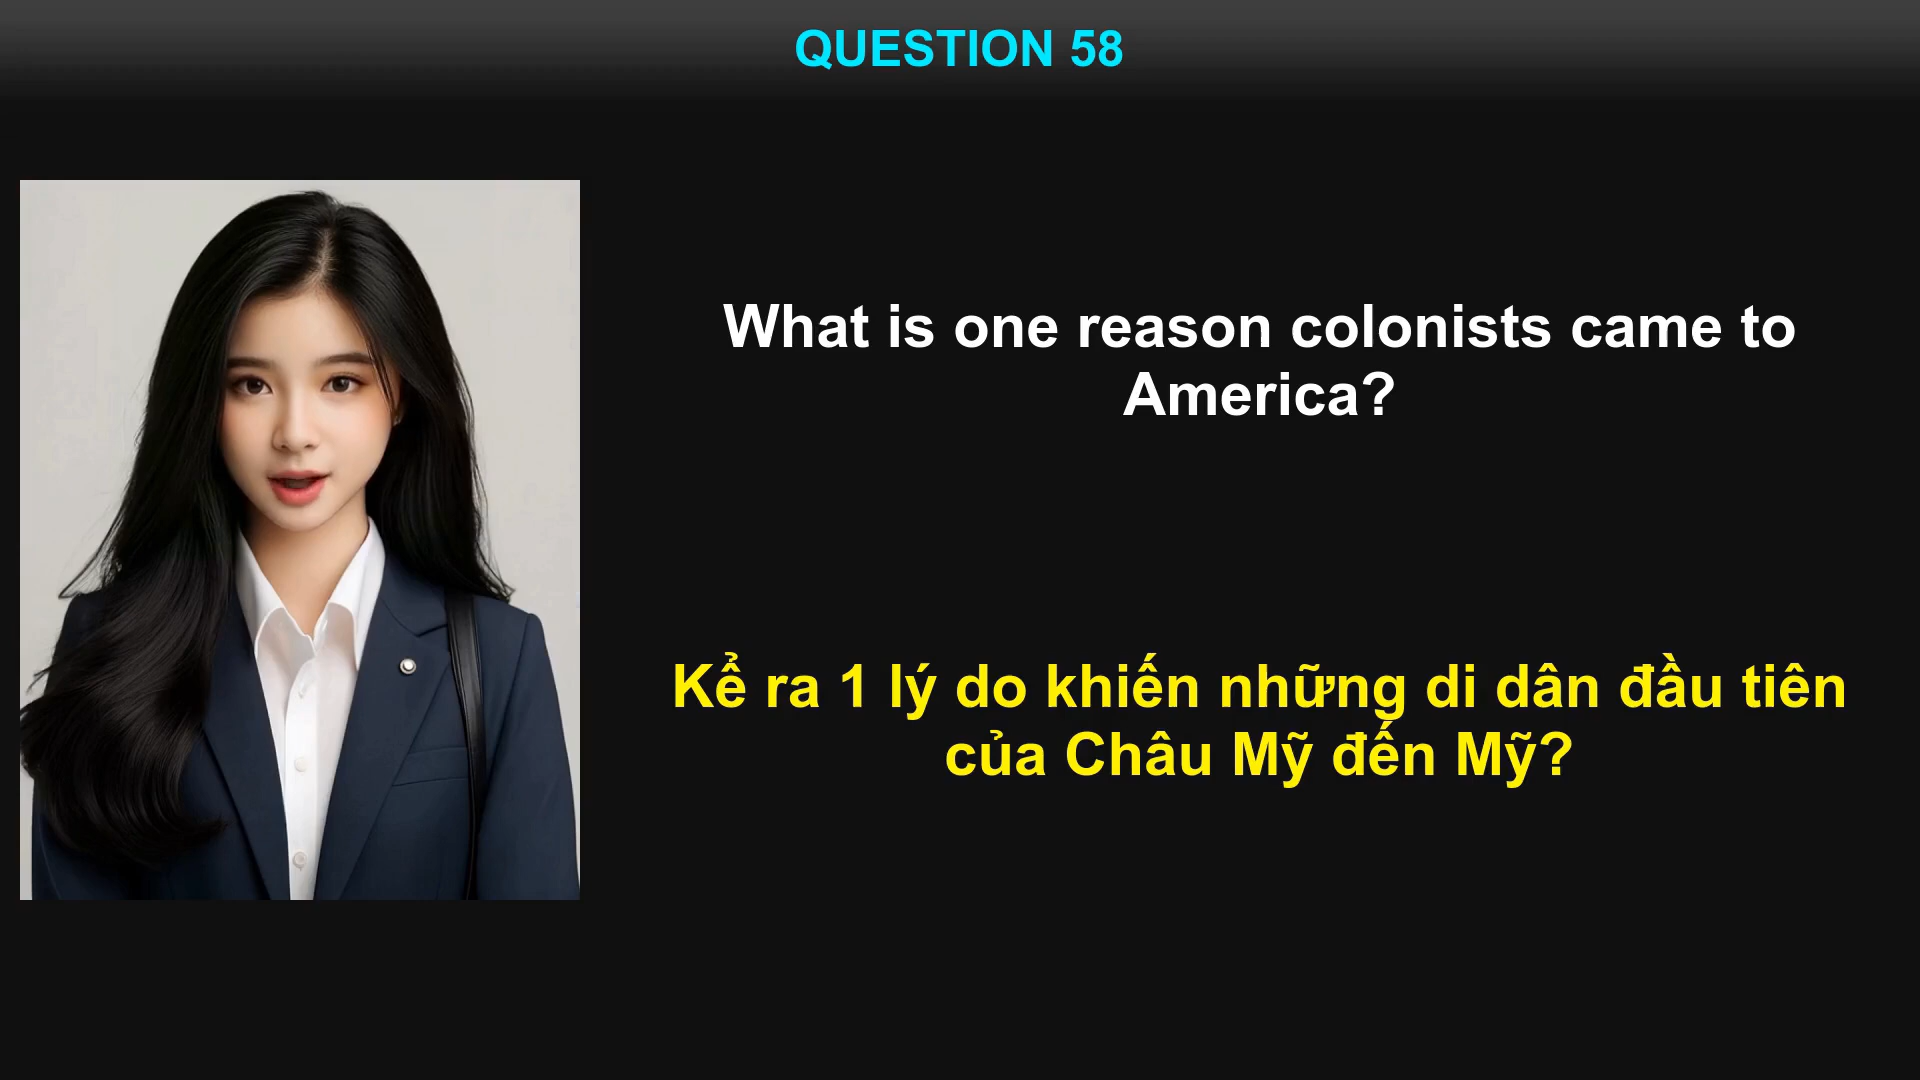 QUESTION 58
What is one reason colonists came to
America?
Kể ra 1 lý do khiến những di dân đầu tiên
của Châu Mỹ đến Mỹ?